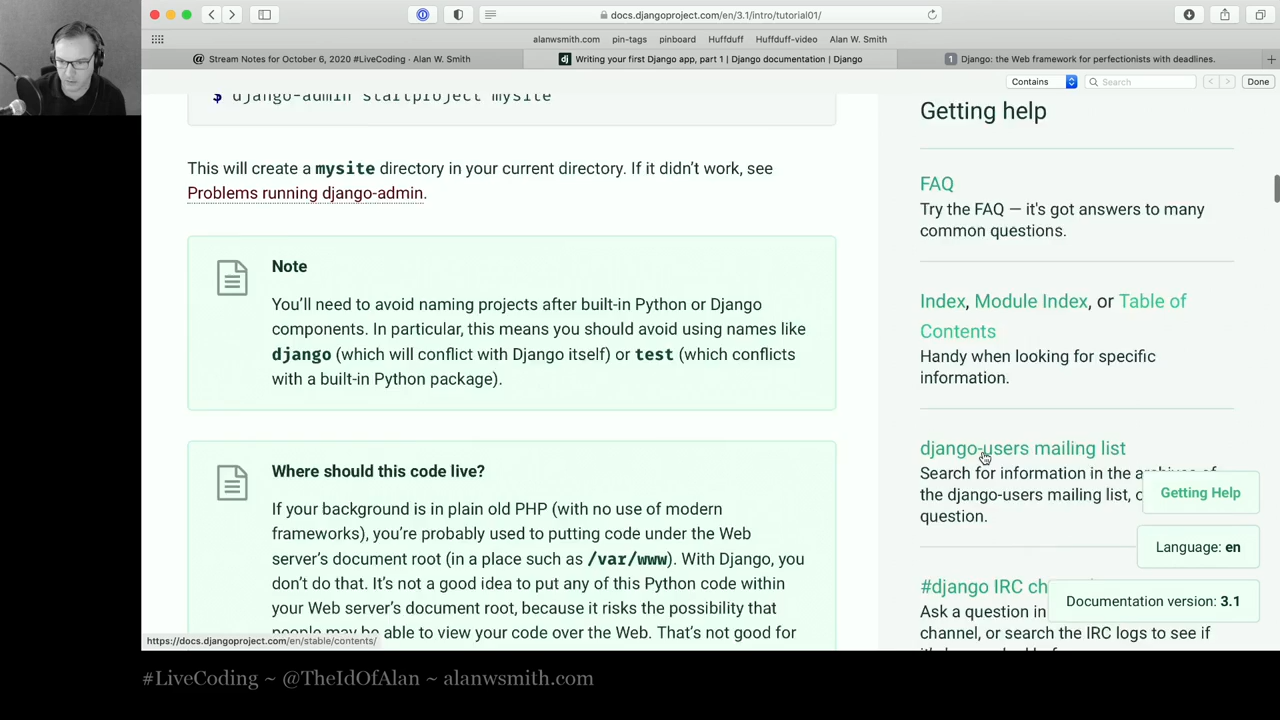 docs.djangoproject.com/en/3.1/intro/tutorial01/
alanwsmith.com pin-tags pinboard Huffduff Huffduff-video Alan W. Smith
@ Stream Notes for October 6, 2020 #LiveCoding · Alan W. Smith
dj Writing your first Django app, part 1 | Django documentation | Django
1 Django: the Web framework for perfectionists with deadlines.
Contains
Search
Done
$ django-admin startproject mysite
This will create a mysite directory in your current directory. If it didn't work, see
Problems running django-admin.
Note
You'll need to avoid naming projects after built-in Python or Django
components. In particular, this means you should avoid using names like
django (which will conflict with Django itself) or test (which conflicts
with a built-in Python package).
Where should this code live?
If your background is in plain old PHP (with no use of modern
frameworks), you're probably used to putting code under the Web
server's document root (in a place such as /var/www). With Django, you
don't do that. It's not a good idea to put any of this Python code within
your Web server's document root, because it risks the possibility that
people may be able to view your code over the Web. That's not good for
https://docs.djangoproject.com/en/stable/contents/
Getting help
FAQ
Try the FAQ — it's got answers to many
common questions.
Index, Module Index, or Table of
Contents
Handy when looking for specific
information.
django-users mailing list
Search for information in the archives of
the django-users mailing list,
question.
#django IRC
Ask a question in
channel, or search the IRC logs to see if
Getting Help
Language: en
Documentation version: 3.1
#LiveCoding ~ @TheIdOfAlan ~ alanwsmith.com